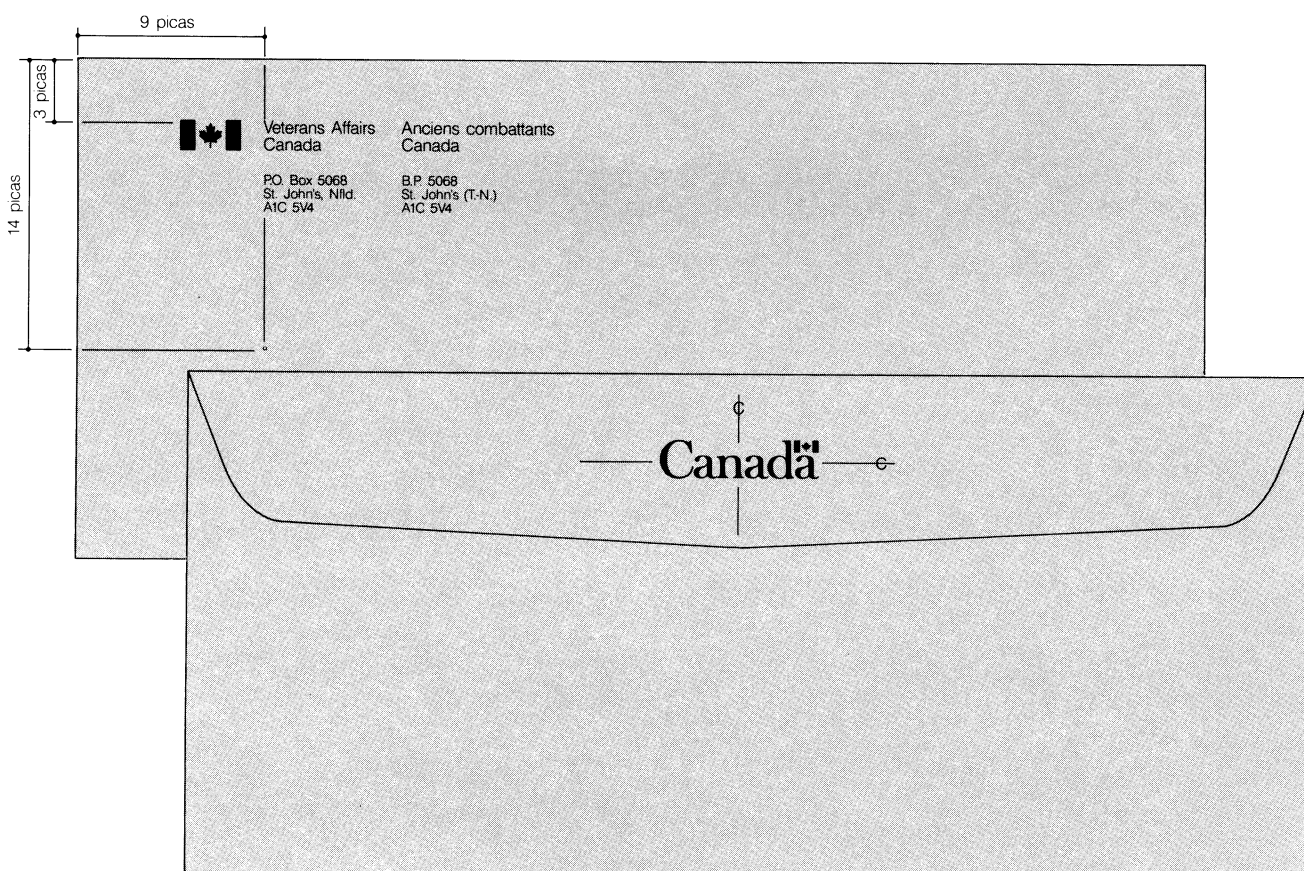 9 picas
3 picas
14 picas
Veterans Affairs
Canada
P.O. Box 5068
St. John's, Nfld.
A1C 5V4
Anciens combattants
Canada
B.P. 5068
St. John's (T.-N.)
A1C 5V4
C
Canada
C